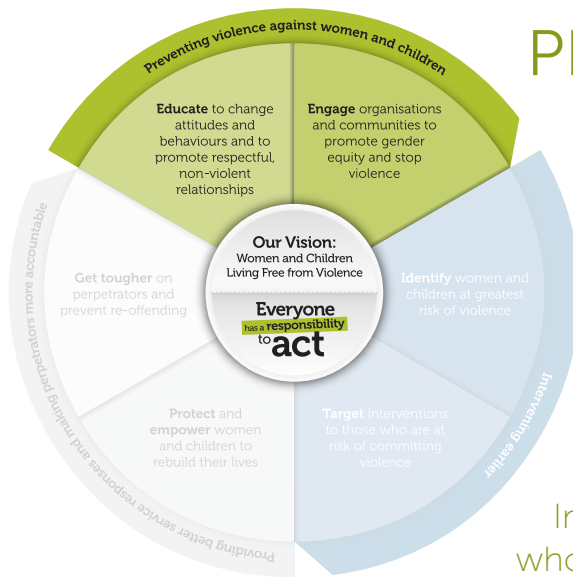 Preventing violence against women and children
Educate to change
attitudes and
behaviours and to
promote respectful,
non-violent
relationships
Engage organisations
and communities to
promote gender
equity and stop
violence
Identify women and
children at greatest
risk of violence
Target interventions
to those who are at
risk of committing
violence
Intervening earlier
Protect and
empower women
and children to
rebuild their lives
Get tougher on
perpetrators and
prevent re-offending
Providing better service responses and making perpetrators more accountable
Our Vision:
Women and Children
Living Free from Violence
Everyone
has a responsibility
to act
who